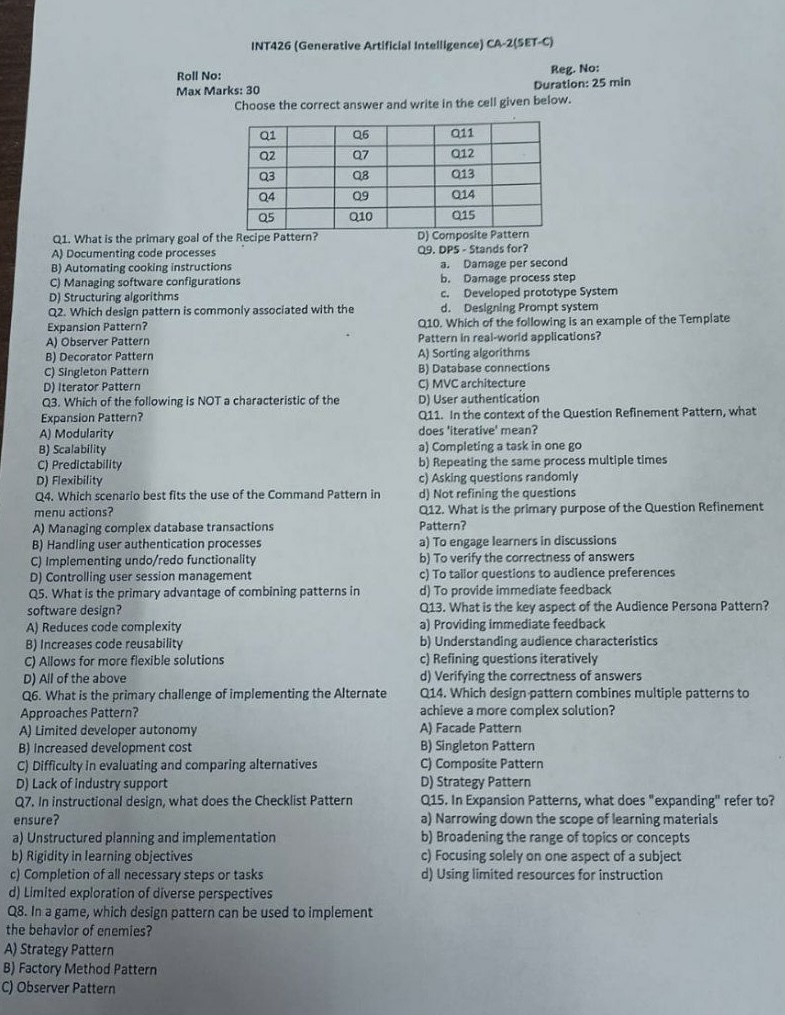 INT426 (Generative Artificial Intelligence) CA-2(SET-C)
Roll No:
Reg. No:
Max Marks: 30
Duration: 25 min
Choose the correct answer and write in the cell given below.
Q1 Q6 Q11
Q2 Q7 Q12
Q3 Q8 Q13
Q4 Q9 Q14
Q5 Q10 Q15
Q1. What is the primary goal of the Recipe Pattern?
A) Documenting code processes
B) Automating cooking instructions
C) Managing software configurations
D) Structuring algorithms
Q2. Which design pattern is commonly associated with the
Expansion Pattern?
A) Observer Pattern
B) Decorator Pattern
C) Singleton Pattern
D) Iterator Pattern
Q3. Which of the following is NOT a characteristic of the
Expansion Pattern?
A) Modularity
B) Scalability
C) Predictability
D) Flexibility
Q4. Which scenario best fits the use of the Command Pattern in
menu actions?
A) Managing complex database transactions
B) Handling user authentication processes
C) Implementing undo/redo functionality
D) Controlling user session management
Q5. What is the primary advantage of combining patterns in
software design?
A) Reduces code complexity
B) Increases code reusability
C) Allows for more flexible solutions
D) All of the above
Q6. What is the primary challenge of implementing the Alternate
Approaches Pattern?
A) Limited developer autonomy
B) Increased development cost
C) Difficulty in evaluating and comparing alternatives
D) Lack of industry support
Q7. In instructional design, what does the Checklist Pattern
ensure?
a) Unstructured planning and implementation
b) Rigidity in learning objectives
c) Completion of all necessary steps or tasks
d) Limited exploration of diverse perspectives
Q8. In a game, which design pattern can be used to implement
the behavior of enemies?
A) Strategy Pattern
B) Factory Method Pattern
C) Observer Pattern
D) Composite Pattern
Q9. DPS - Stands for?
a. Damage per second
b. Damage process step
c. Developed prototype System
d. Designing Prompt system
Q10. Which of the following is an example of the Template
Pattern in real-world applications?
A) Sorting algorithms
B) Database connections
C) MVC architecture
D) User authentication
Q11. In the context of the Question Refinement Pattern, what
does 'iterative' mean?
a) Completing a task in one go
b) Repeating the same process multiple times
c) Asking questions randomly
d) Not refining the questions
Q12. What is the primary purpose of the Question Refinement
Pattern?
a) To engage learners in discussions
b) To verify the correctness of answers
c) To tailor questions to audience preferences
d) To provide immediate feedback
Q13. What is the key aspect of the Audience Persona Pattern?
a) Providing immediate feedback
b) Understanding audience characteristics
c) Refining questions iteratively
d) Verifying the correctness of answers
Q14. Which design pattern combines multiple patterns to
achieve a more complex solution?
A) Facade Pattern
B) Singleton Pattern
C) Composite Pattern
D) Strategy Pattern
Q15. In Expansion Patterns, what does "expanding" refer to?
a) Narrowing down the scope of learning materials
b) Broadening the range of topics or concepts
c) Focusing solely on one aspect of a subject
d) Using limited resources for instruction